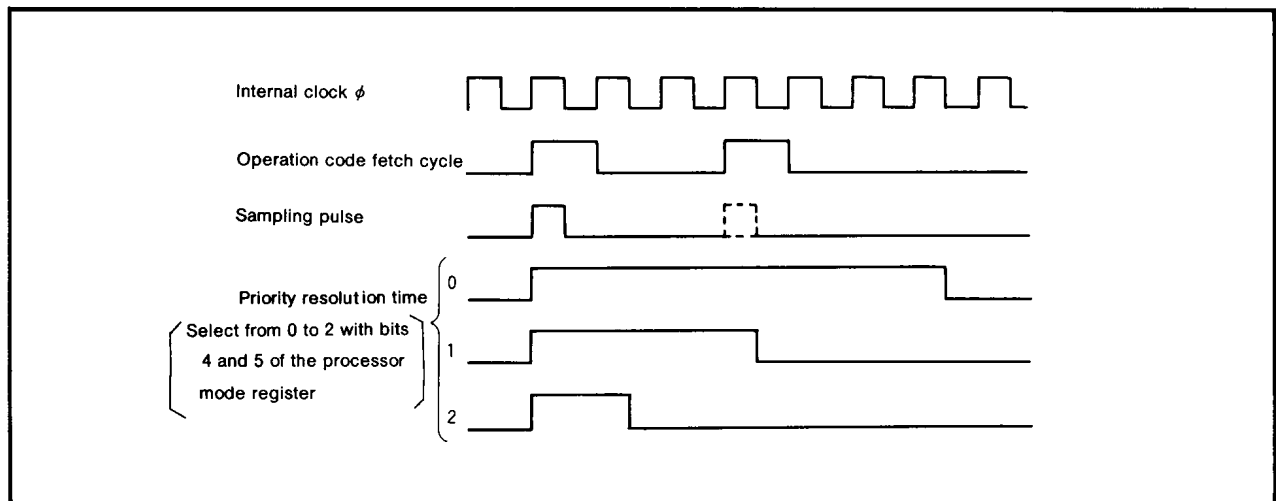 Internal clock ϕ
Operation code fetch cycle
Sampling pulse
Priority resolution time
0
Select from 0 to 2 with bits
4 and 5 of the processor
mode register
1
2